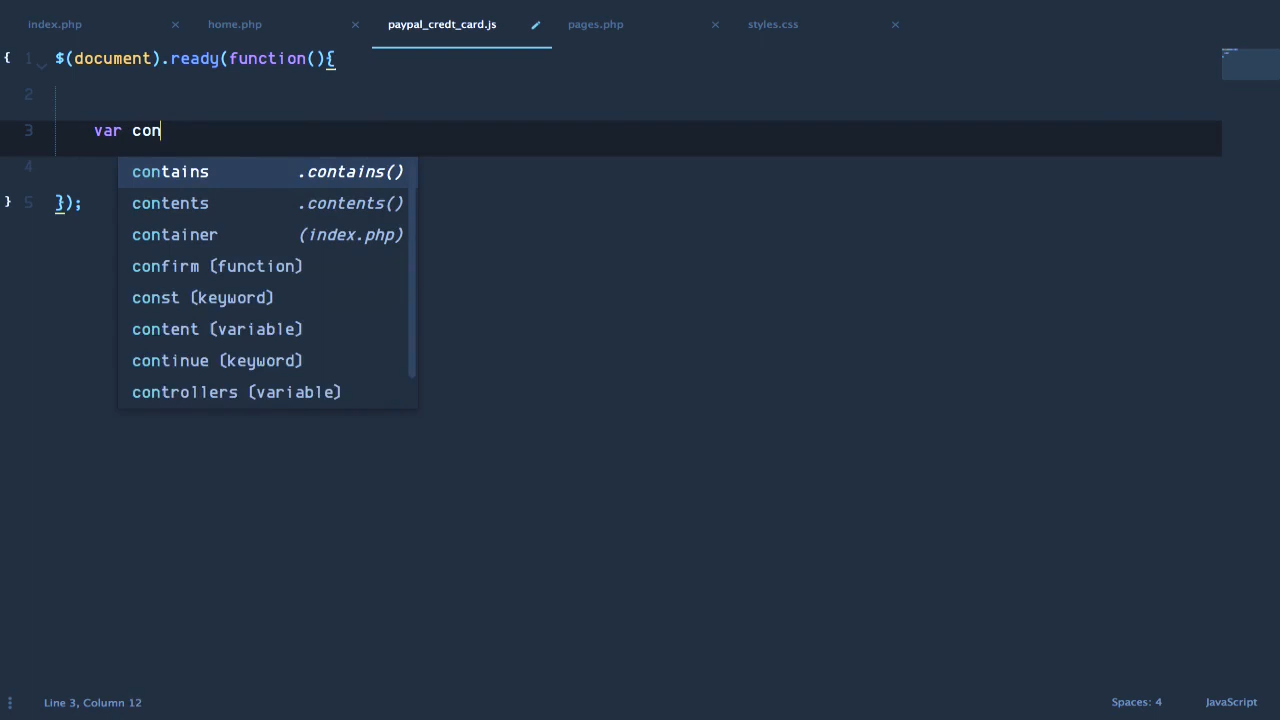 index.php × home.php × paypal_credt_card.js pages.php × styles.css ×
{ 1 $(document).ready(function(){
2
3 var con
contains .contains()
contents .contents()
container (index.php)
confirm (function)
const (keyword)
content (variable)
continue (keyword)
controllers (variable)
4
} 5 });
Line 3, Column 12 Spaces: 4 JavaScript